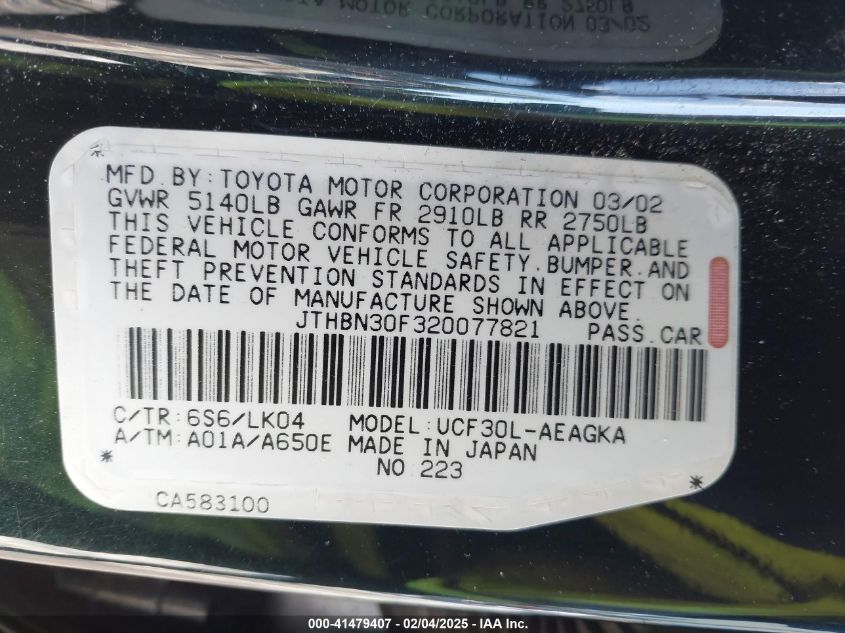 MFD BY:TOYOTA MOTOR CORPORATION 03/02
GVWR 5140LB GAWR FR 2910LB RR 2750LB
THIS VEHICLE CONFORMS TO ALL APPLICABLE
FEDERAL MOTOR VEHICLE SAFETY,BUMPER,AND
THEFT PREVENTION STANDARDS IN EFFECT ON
THE DATE OF MANUFACTURE SHOWN ABOVE.
JTHBN30F320077821 PASS.CAR
C/TR:6S6/LK04 MODEL:UCF30L-AEAGKA
A/TM:A01A/A650E MADE IN JAPAN
NO 223
CA583100
000-41479407 - 02/04/2025 - IAA Inc.